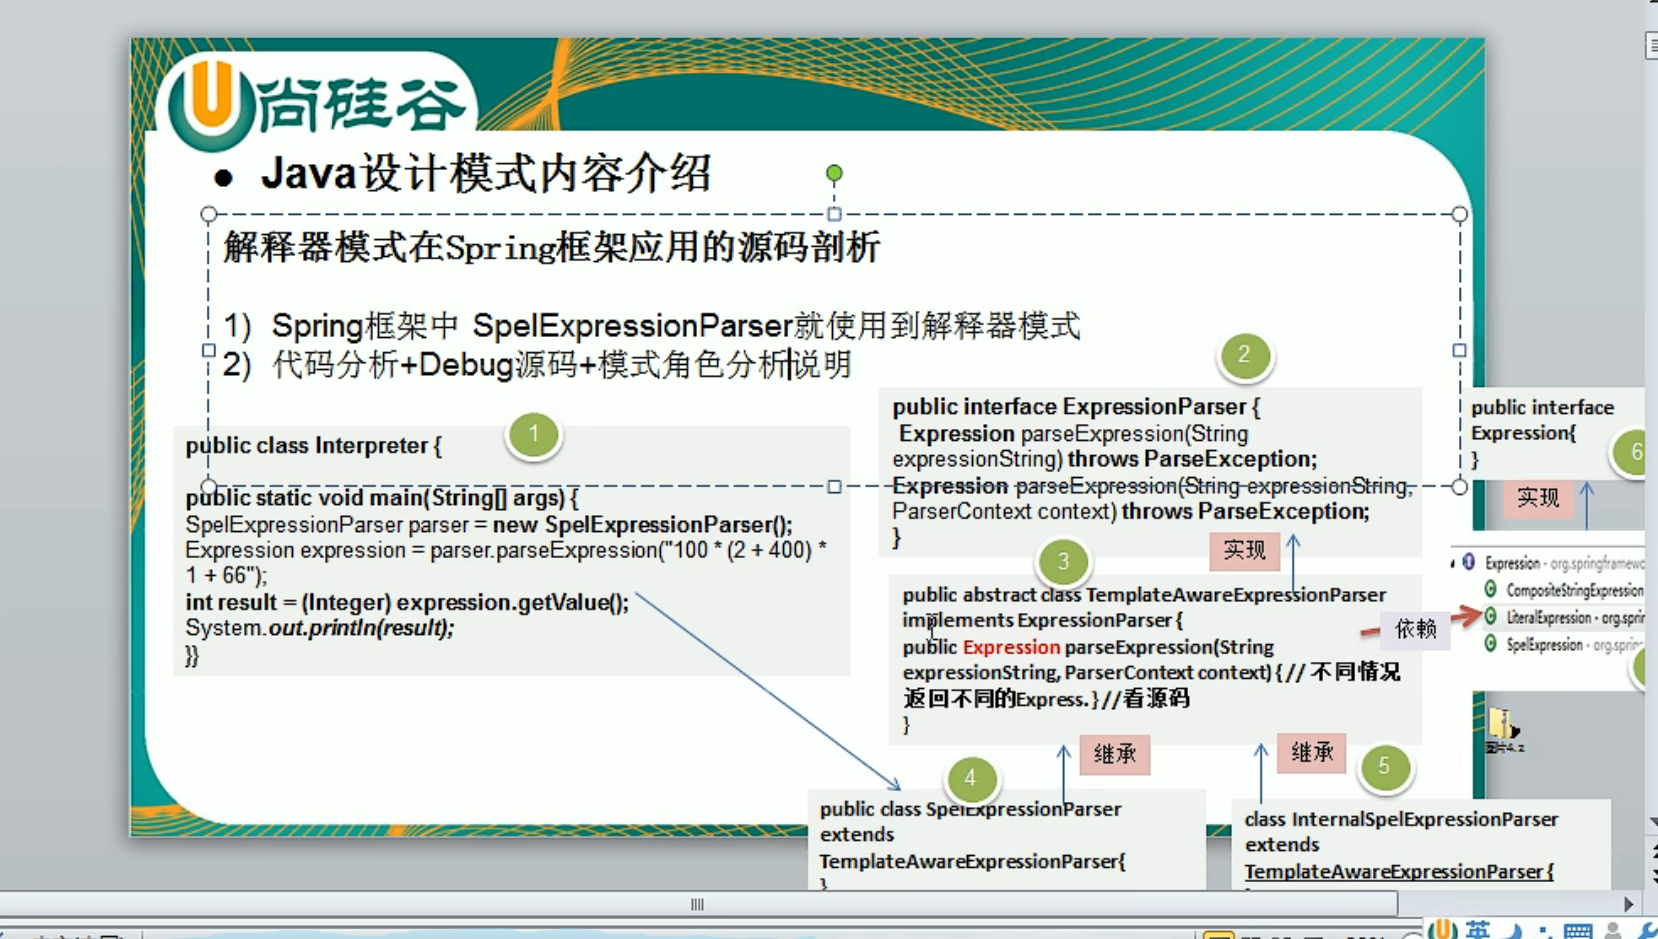 尚硅谷
● Java设计模式内容介绍
解释器模式在Spring框架应用的源码剖析
1) Spring框架中 SpelExpressionParser就使用到解释器模式
2) 代码分析+Debug源码+模式角色分析说明
1
public class Interpreter {
public static void main(String[] args) {
SpelExpressionParser parser = new SpelExpressionParser();
Expression expression = parser.parseExpression("100 * (2 + 400) *
1 + 66");
int result = (Integer) expression.getValue();
System.out.println(result);
}}
2
public interface ExpressionParser {
Expression parseExpression(String
expressionString) throws ParseException;
Expression parseExpression(String expressionString,
ParserContext context) throws ParseException;
}
实现
3
public abstract class TemplateAwareExpressionParser
implements ExpressionParser {
public Expression parseExpression(String
expressionString, ParserContext context) { // 不同情况
返回不同的Express. } //看源码
}
继承
继承
4
public class SpelExpressionParser
extends
TemplateAwareExpressionParser{
}
5
class InternalSpelExpressionParser
extends
TemplateAwareExpressionParser {
依赖
public interface
Expression{
}
6
实现
Expression - org.springframewo
CompositeStringExpression
LiteralExpression - org.spri
SpelExpression - org.sprin
图片4.z
英